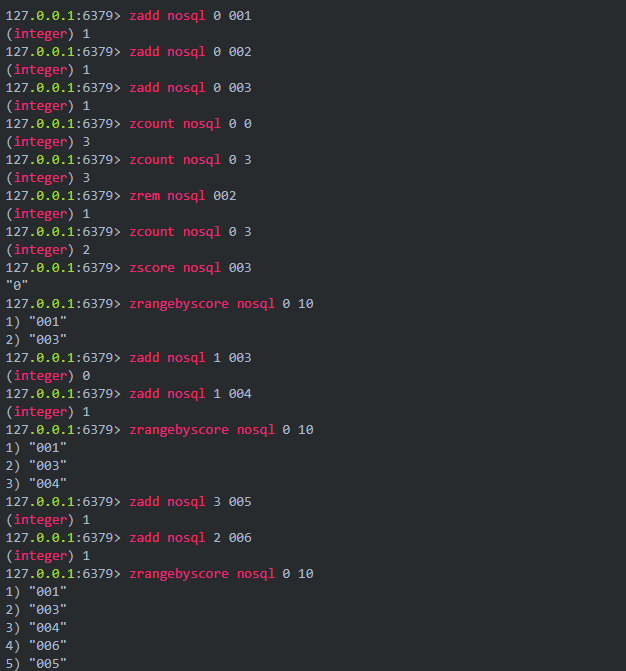 127.0.0.1:6379> zadd nosql 0 001
(integer) 1
127.0.0.1:6379> zadd nosql 0 002
(integer) 1
127.0.0.1:6379> zadd nosql 0 003
(integer) 1
127.0.0.1:6379> zcount nosql 0 0
(integer) 3
127.0.0.1:6379> zcount nosql 0 3
(integer) 3
127.0.0.1:6379> zrem nosql 002
(integer) 1
127.0.0.1:6379> zcount nosql 0 3
(integer) 2
127.0.0.1:6379> zscore nosql 003
"0"
127.0.0.1:6379> zrangebyscore nosql 0 10
1) "001"
2) "003"
127.0.0.1:6379> zadd nosql 1 003
(integer) 0
127.0.0.1:6379> zadd nosql 1 004
(integer) 1
127.0.0.1:6379> zrangebyscore nosql 0 10
1) "001"
2) "003"
3) "004"
127.0.0.1:6379> zadd nosql 3 005
(integer) 1
127.0.0.1:6379> zadd nosql 2 006
(integer) 1
127.0.0.1:6379> zrangebyscore nosql 0 10
1) "001"
2) "003"
3) "004"
4) "006"
5) "005"